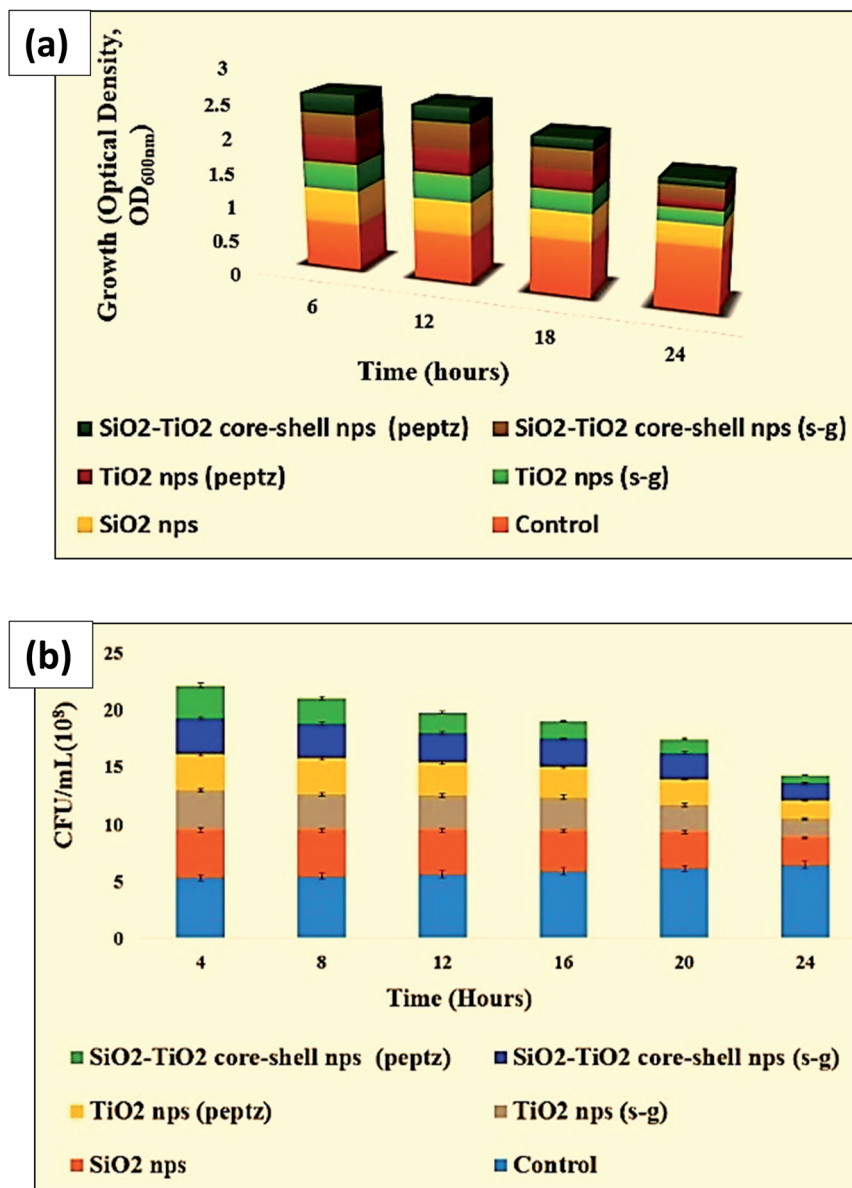 (a)
Growth (Optical Density,
OD600nm)
3
2.5
2
1.5
1
0.5
0
6
12
18
24
Time (hours)
SiO2-TiO2 core-shell nps (peptz)
SiO2-TiO2 core-shell nps (s-g)
TiO2 nps (peptz)
TiO2 nps (s-g)
SiO2 nps
Control
(b)
CFU/mL(10⁸)
25
20
15
10
5
0
4 8 12 16 20 24
Time (Hours)
SiO2-TiO2 core-shell nps (peptz)
SiO2-TiO2 core-shell nps (s-g)
TiO2 nps (peptz)
TiO2 nps (s-g)
SiO2 nps
Control